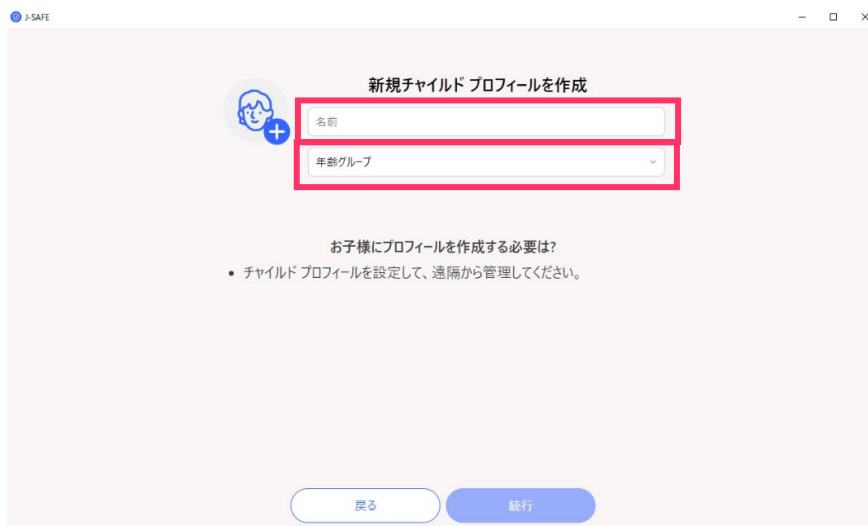 J-SAFE
新規チャイルド プロフィールを作成
名前
年齢グループ
お子様にプロフィールを作成する必要は?
• チャイルド プロフィールを設定して、遠隔から管理してください。
戻る
続行